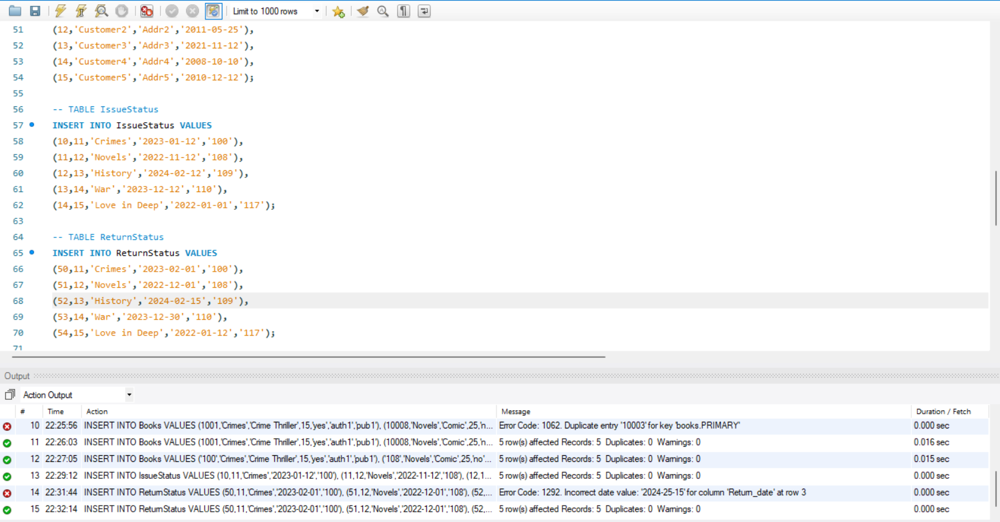 Limit to 1000 rows
51 (12,'Customer2','Addr2','2011-05-25'),
52 (13,'Customer3','Addr3','2021-11-12'),
53 (14,'Customer4','Addr4','2008-10-10'),
54 (15,'Customer5','Addr5','2010-12-12');
55
56 -- TABLE IssueStatus
57 INSERT INTO IssueStatus VALUES
58 (10,11,'Crimes','2023-01-12','100'),
59 (11,12,'Novels','2022-11-12','108'),
60 (12,13,'History','2024-02-12','109'),
61 (13,14,'War','2023-12-12','110'),
62 (14,15,'Love in Deep','2022-01-01','117');
63
64 -- TABLE ReturnStatus
65 INSERT INTO ReturnStatus VALUES
66 (50,11,'Crimes','2023-02-01','100'),
67 (51,12,'Novels','2022-12-01','108'),
68 (52,13,'History','2024-02-15','109'),
69 (53,14,'War','2023-12-30','110'),
70 (54,15,'Love in Deep','2022-01-12','117');
71
Output
Action Output
# Time Action Message Duration / Fetch
10 22:25:56 INSERT INTO Books VALUES (1001,'Crimes','Crime Thriller',15,'yes','auth1','pub1'), (10008,'Novels','Comic',25,'n... Error Code: 1062. Duplicate entry '10003' for key 'books.PRIMARY' 0.000 sec
11 22:26:03 INSERT INTO Books VALUES (1001,'Crimes','Crime Thriller',15,'yes','auth1','pub1'), (10008,'Novels','Comic',25,'n... 5 row(s) affected Records: 5 Duplicates: 0 Warnings: 0 0.016 sec
12 22:27:05 INSERT INTO Books VALUES ('100','Crimes','Crime Thriller',15,'yes','auth1','pub1'), ('108','Novels','Comic',25,'no'... 5 row(s) affected Records: 5 Duplicates: 0 Warnings: 0 0.015 sec
13 22:29:12 INSERT INTO IssueStatus VALUES (10,11,'Crimes','2023-01-12','100'), (11,12,'Novels','2022-11-12','108'), (12,1... 5 row(s) affected Records: 5 Duplicates: 0 Warnings: 0 0.000 sec
14 22:31:44 INSERT INTO ReturnStatus VALUES (50,11,'Crimes','2023-02-01','100'), (51,12,'Novels','2022-12-01','108'), (52,... Error Code: 1292. Incorrect date value: '2024-25-15' for column 'Return_date' at row 3 0.000 sec
15 22:32:14 INSERT INTO ReturnStatus VALUES (50,11,'Crimes','2023-02-01','100'), (51,12,'Novels','2022-12-01','108'), (52,... 5 row(s) affected Records: 5 Duplicates: 0 Warnings: 0 0.000 sec